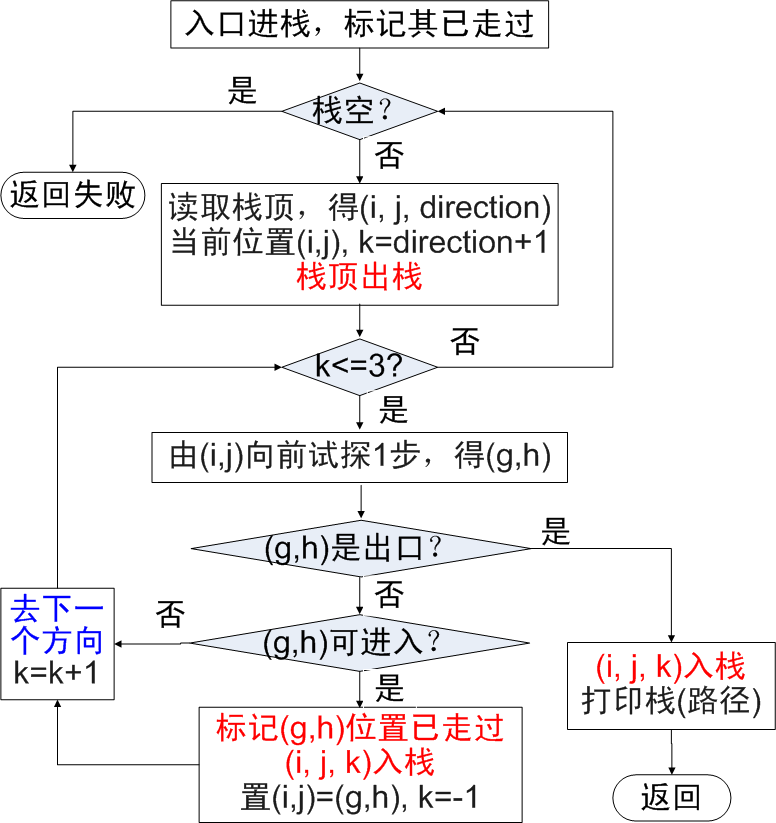 入口进栈，标记其已走过
是
栈空？
否
返回失败
读取栈顶，得(i, j, direction)
当前位置(i,j), k=direction+1
栈顶出栈
否
k<=3?
是
由(i,j)向前试探1步，得(g,h)
是
(g,h)是出口？
否
去下一
个方向
k=k+1
否
(g,h)可进入？
是
(i, j, k)入栈
打印栈(路径)
标记(g,h)位置已走过
(i, j, k)入栈
置(i,j)=(g,h), k=-1
返回